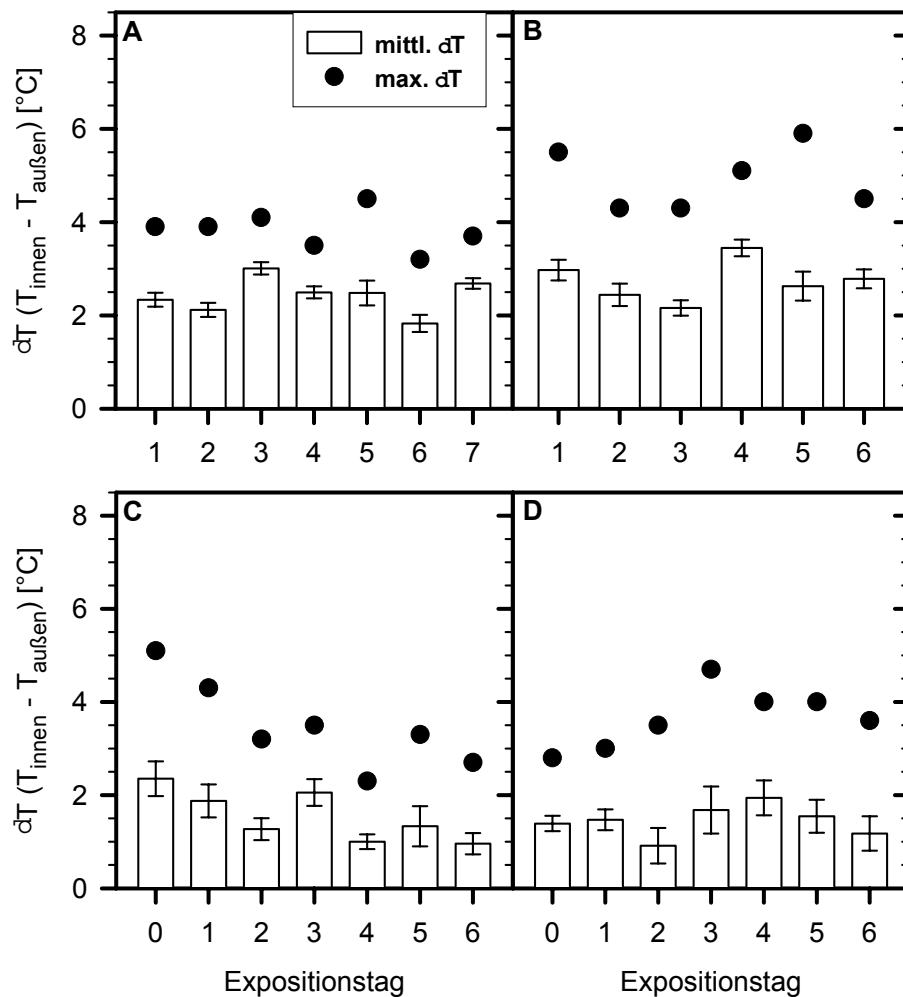 A
mittl. dT
max. dT
B
dT (Tinnen - Taußen) [°C]
8
6
4
2
0
1 2 3 4 5 6 7
1 2 3 4 5 6
C
D
dT (Tinnen - Taußen) [°C]
8
6
4
2
0
0 1 2 3 4 5 6
0 1 2 3 4 5 6
Expositionstag
Expositionstag